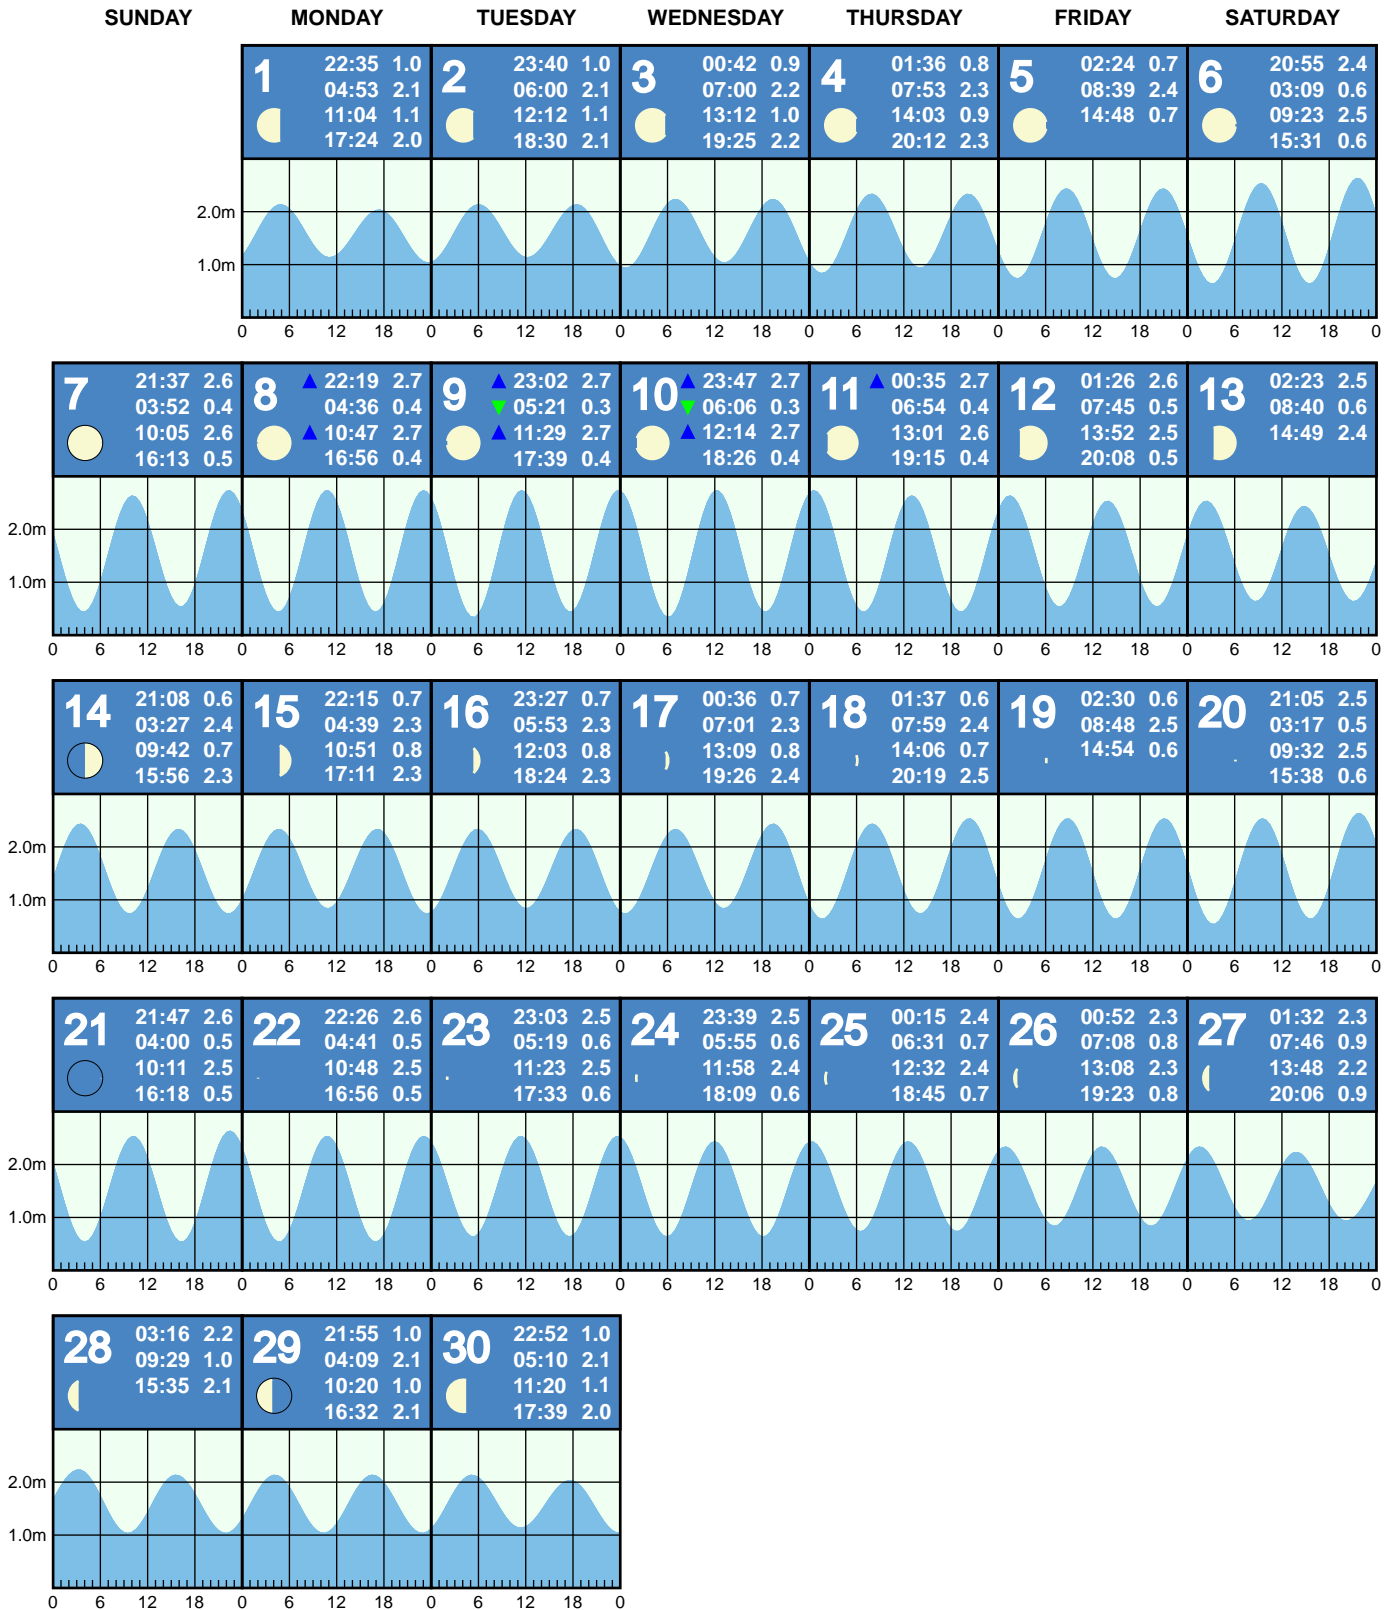 SUNDAY MONDAY TUESDAY WEDNESDAY THURSDAY FRIDAY SATURDAY
1 22:35 1.0
04:53 2.1
11:04 1.1
17:24 2.0
2 23:40 1.0
06:00 2.1
12:12 1.1
18:30 2.1
3 00:42 0.9
07:00 2.2
13:12 1.0
19:25 2.2
4 01:36 0.8
07:53 2.3
14:03 0.9
20:12 2.3
5 02:24 0.7
08:39 2.4
14:48 0.7
6 20:55 2.4
03:09 0.6
09:23 2.5
15:31 0.6
2.0m
1.0m
0 6 12 18 0 6 12 18 0 6 12 18 0 6 12 18 0 6 12 18 0 6 12 18 0
7 21:37 2.6
03:52 0.4
10:05 2.6
16:13 0.5
8 22:19 2.7
04:36 0.4
10:47 2.7
16:56 0.4
9 23:02 2.7
05:21 0.3
11:29 2.7
17:39 0.4
10 23:47 2.7
06:06 0.3
12:14 2.7
18:26 0.4
11 00:35 2.7
06:54 0.4
13:01 2.6
19:15 0.4
12 01:26 2.6
07:45 0.5
13:52 2.5
20:08 0.5
13 02:23 2.5
08:40 0.6
14:49 2.4
2.0m
1.0m
0 6 12 18 0 6 12 18 0 6 12 18 0 6 12 18 0 6 12 18 0 6 12 18 0 6 12 18 0
14 21:08 0.6
03:27 2.4
09:42 0.7
15:56 2.3
15 22:15 0.7
04:39 2.3
10:51 0.8
17:11 2.3
16 23:27 0.7
05:53 2.3
12:03 0.8
18:24 2.3
17 00:36 0.7
07:01 2.3
13:09 0.8
19:26 2.4
18 01:37 0.6
07:59 2.4
14:06 0.7
20:19 2.5
19 02:30 0.6
08:48 2.5
14:54 0.6
20 21:05 2.5
03:17 0.5
09:32 2.5
15:38 0.6
2.0m
1.0m
0 6 12 18 0 6 12 18 0 6 12 18 0 6 12 18 0 6 12 18 0 6 12 18 0 6 12 18 0
21 21:47 2.6
04:00 0.5
10:11 2.5
16:18 0.5
22 22:26 2.6
04:41 0.5
10:48 2.5
16:56 0.5
23 23:03 2.5
05:19 0.6
11:23 2.5
17:33 0.6
24 23:39 2.5
05:55 0.6
11:58 2.4
18:09 0.6
25 00:15 2.4
06:31 0.7
12:32 2.4
18:45 0.7
26 00:52 2.3
07:08 0.8
13:08 2.3
19:23 0.8
27 01:32 2.3
07:46 0.9
13:48 2.2
20:06 0.9
2.0m
1.0m
0 6 12 18 0 6 12 18 0 6 12 18 0 6 12 18 0 6 12 18 0 6 12 18 0 6 12 18 0
28 03:16 2.2
09:29 1.0
15:35 2.1
29 21:55 1.0
04:09 2.1
10:20 1.0
16:32 2.1
30 22:52 1.0
05:10 2.1
11:20 1.1
17:39 2.0
2.0m
1.0m
0 6 12 18 0 6 12 18 0 6 12 18 0